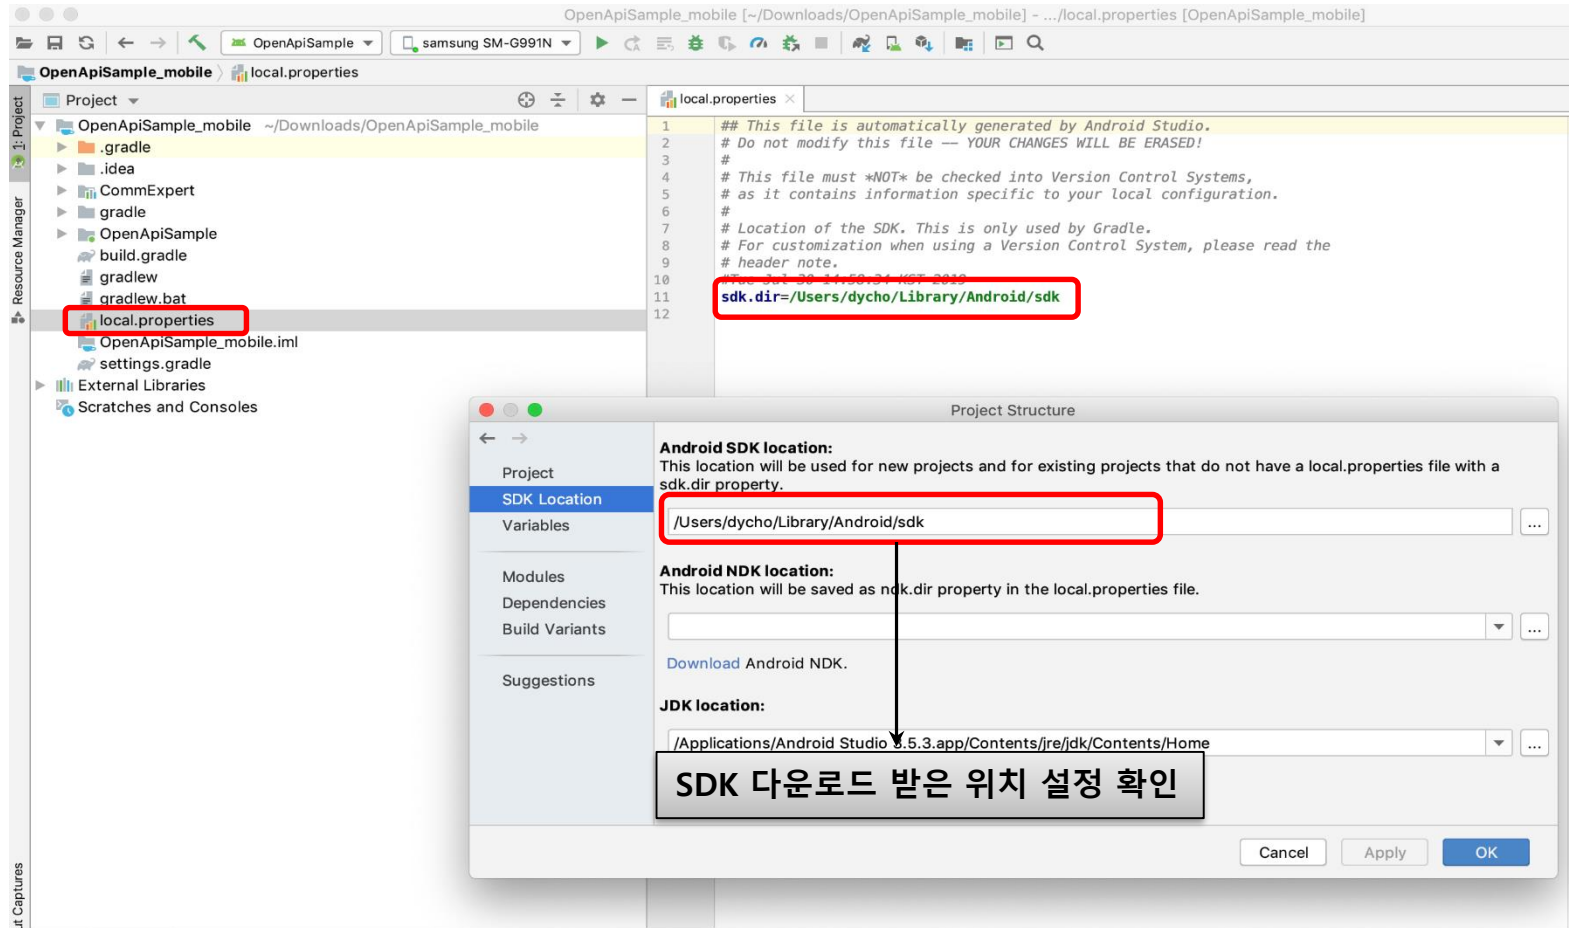 OpenApiSample_mobile [~/Downloads/OpenApiSample_mobile] - .../local.properties [OpenApiSample_mobile]
OpenApiSample
samsung SM-G991N
OpenApiSample_mobile
local.properties
1: Project
Resource Manager
Project
OpenApiSample_mobile ~/Downloads/OpenApiSample_mobile
.gradle
.idea
CommExpert
gradle
OpenApiSample
build.gradle
gradlew
gradlew.bat
local.properties
OpenApiSample_mobile.iml
settings.gradle
External Libraries
Scratches and Consoles
local.properties
1 ## This file is automatically generated by Android Studio.
2 # Do not modify this file -- YOUR CHANGES WILL BE ERASED!
3 #
4 # This file must *NOT* be checked into Version Control Systems,
5 # as it contains information specific to your local configuration.
6 #
7 # Location of the SDK. This is only used by Gradle.
8 # For customization when using a Version Control System, please read the
9 # header note.
10 #Tue Jul 30 14:58:34 KST 2019
11 sdk.dir=/Users/dycho/Library/Android/sdk
12
Project Structure
Project
SDK Location
Variables
Modules
Dependencies
Build Variants
Suggestions
Android SDK location:
This location will be used for new projects and for existing projects that do not have a local.properties file with a
sdk.dir property.
/Users/dycho/Library/Android/sdk
...
Android NDK location:
This location will be saved as ndk.dir property in the local.properties file.
...
Download Android NDK.
JDK location:
/Applications/Android Studio 3.5.3.app/Contents/jre/jdk/Contents/Home
...
SDK 다운로드 받은 위치 설정 확인
Cancel
Apply
OK
Captures